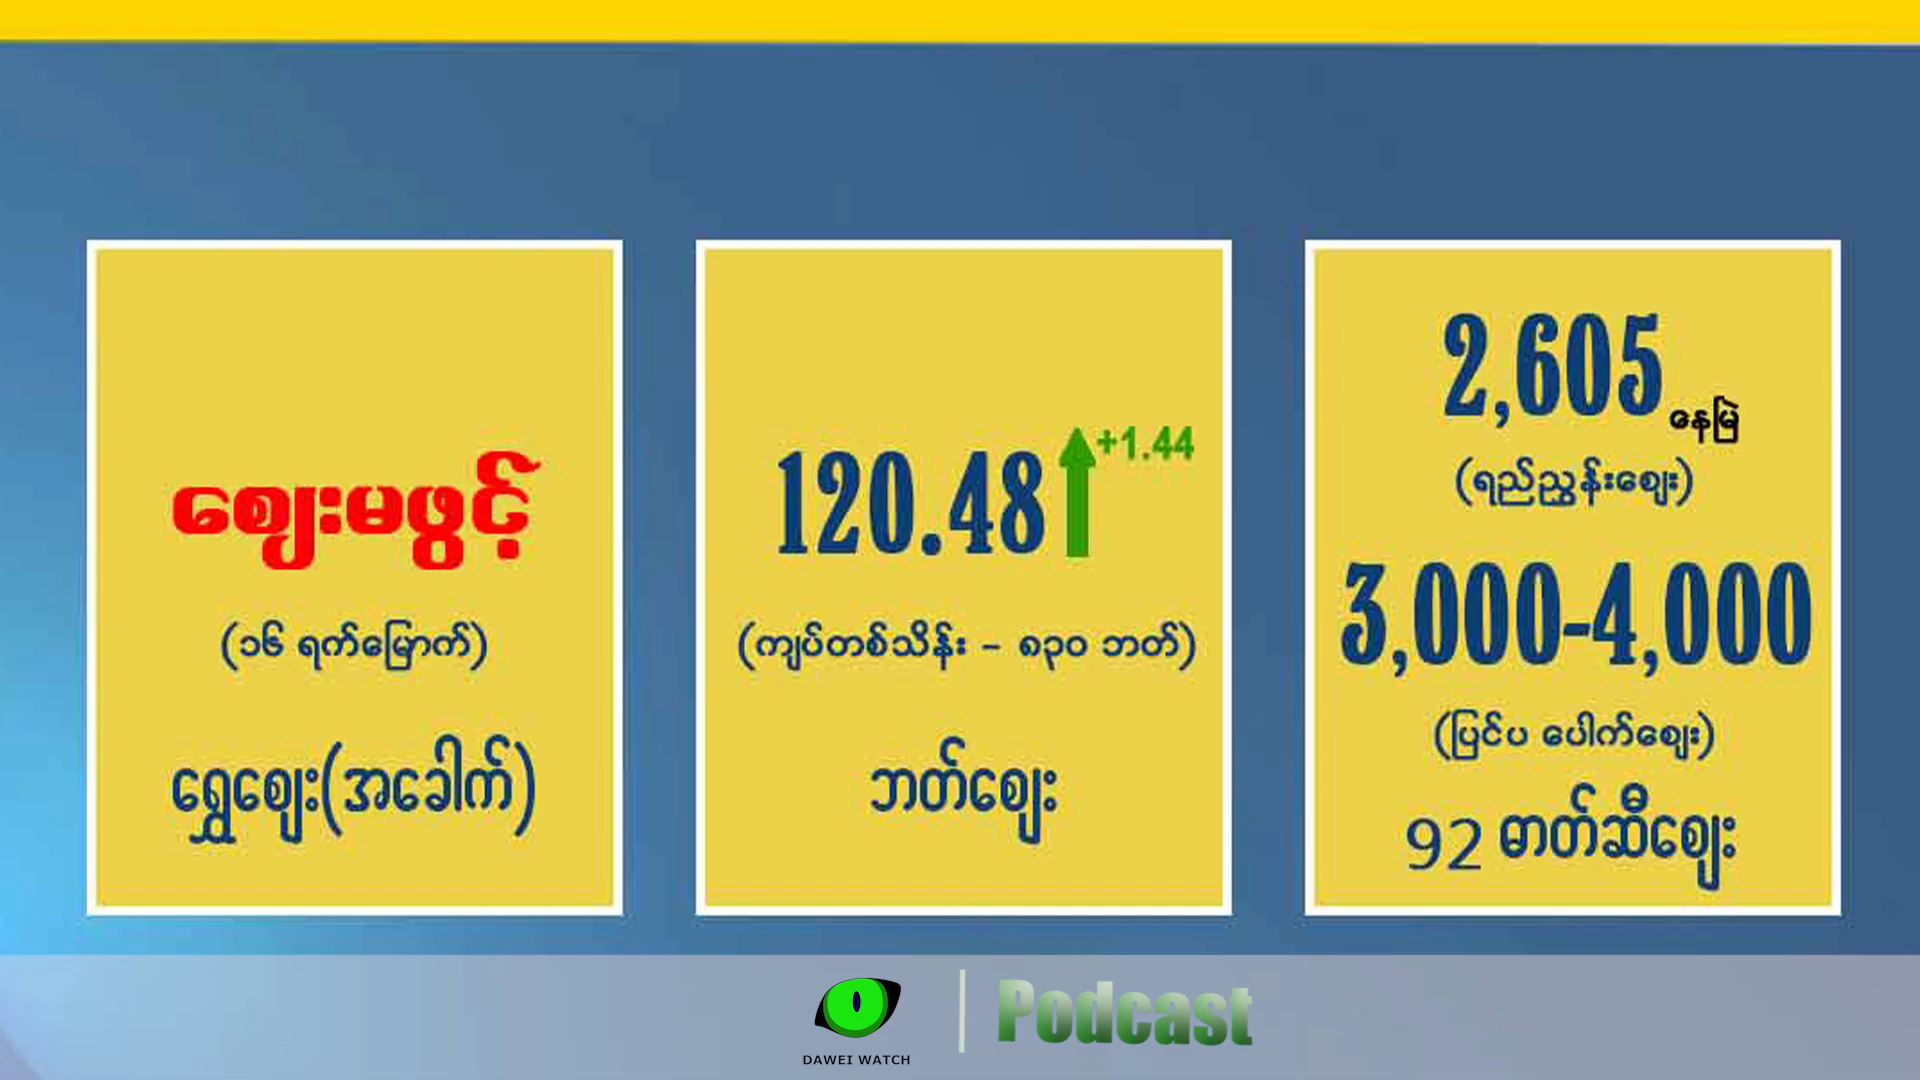 ဈေးမဖွင့်
(၁၆ ရက်မြောက်)
ရွှေဈေး(အခေါက်)
120.48 +1.44
(ကျပ်တစ်သိန်း – ၈၃၀ ဘတ်)
ဘတ်ဈေး
2,605 နေမြဲ
(ရည်ညွှန်းဈေး)
3,000-4,000
(ပြင်ပ ပေါက်ဈေး)
92 ဓာတ်ဆီဈေး
DAWEI WATCH
Podcast